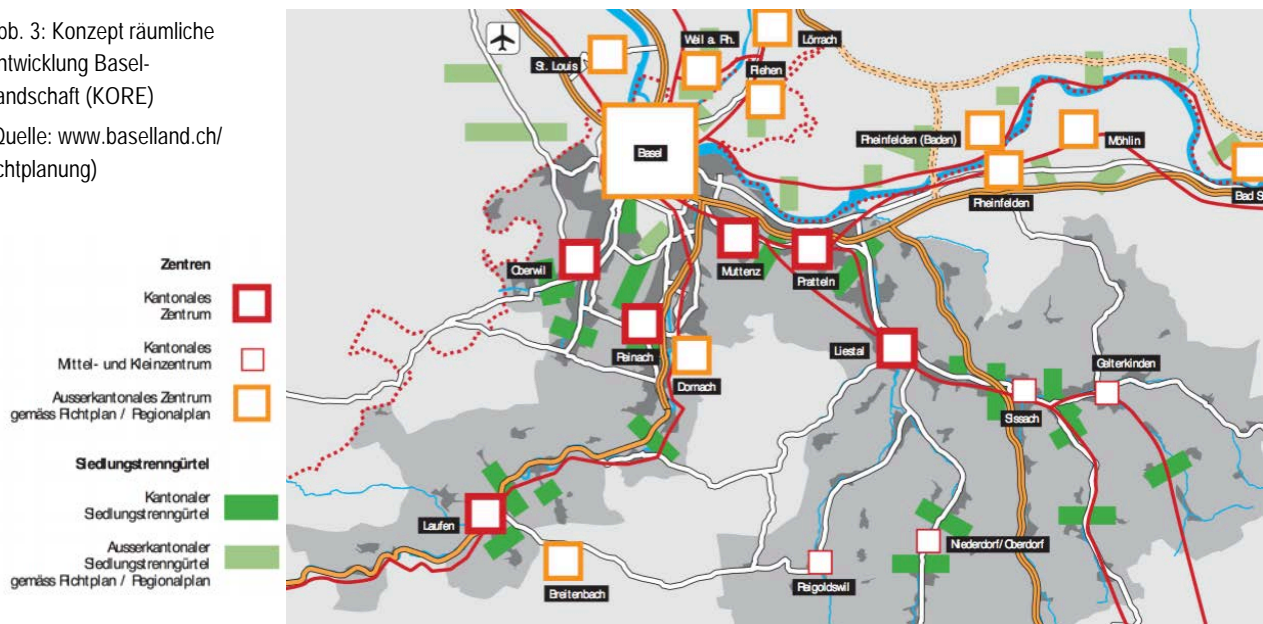 bb. 3: Konzept räumliche
ntwicklung Basel-
andschaft (KORE)
Quelle: www.baselland.ch/
chtplanung)
Zentren
Kantonales
Zentrum
Kantonales
Mittel- und Kleinzentrum
Ausserkantonales Zentrum
gemäss Richtplan / Regionalplan
Siedlungstrenngürtel
Kantonaler
Siedlungstrenngürtel
Ausserkantonaler
Siedlungstrenngürtel
gemäss Richtplan / Regionalplan
St. Louis
Weil a. Rh.
Lörrach
Riehen
Basel
Rheinfelden (Baden)
Möhlin
Rheinfelden
Bad S
Oberwil
Muttenz
Pratteln
Reinach
Dornach
Liestal
Gelterkinden
Sissach
Laufen
Breitenbach
Reigoldswil
Niederdorf/Oberdorf